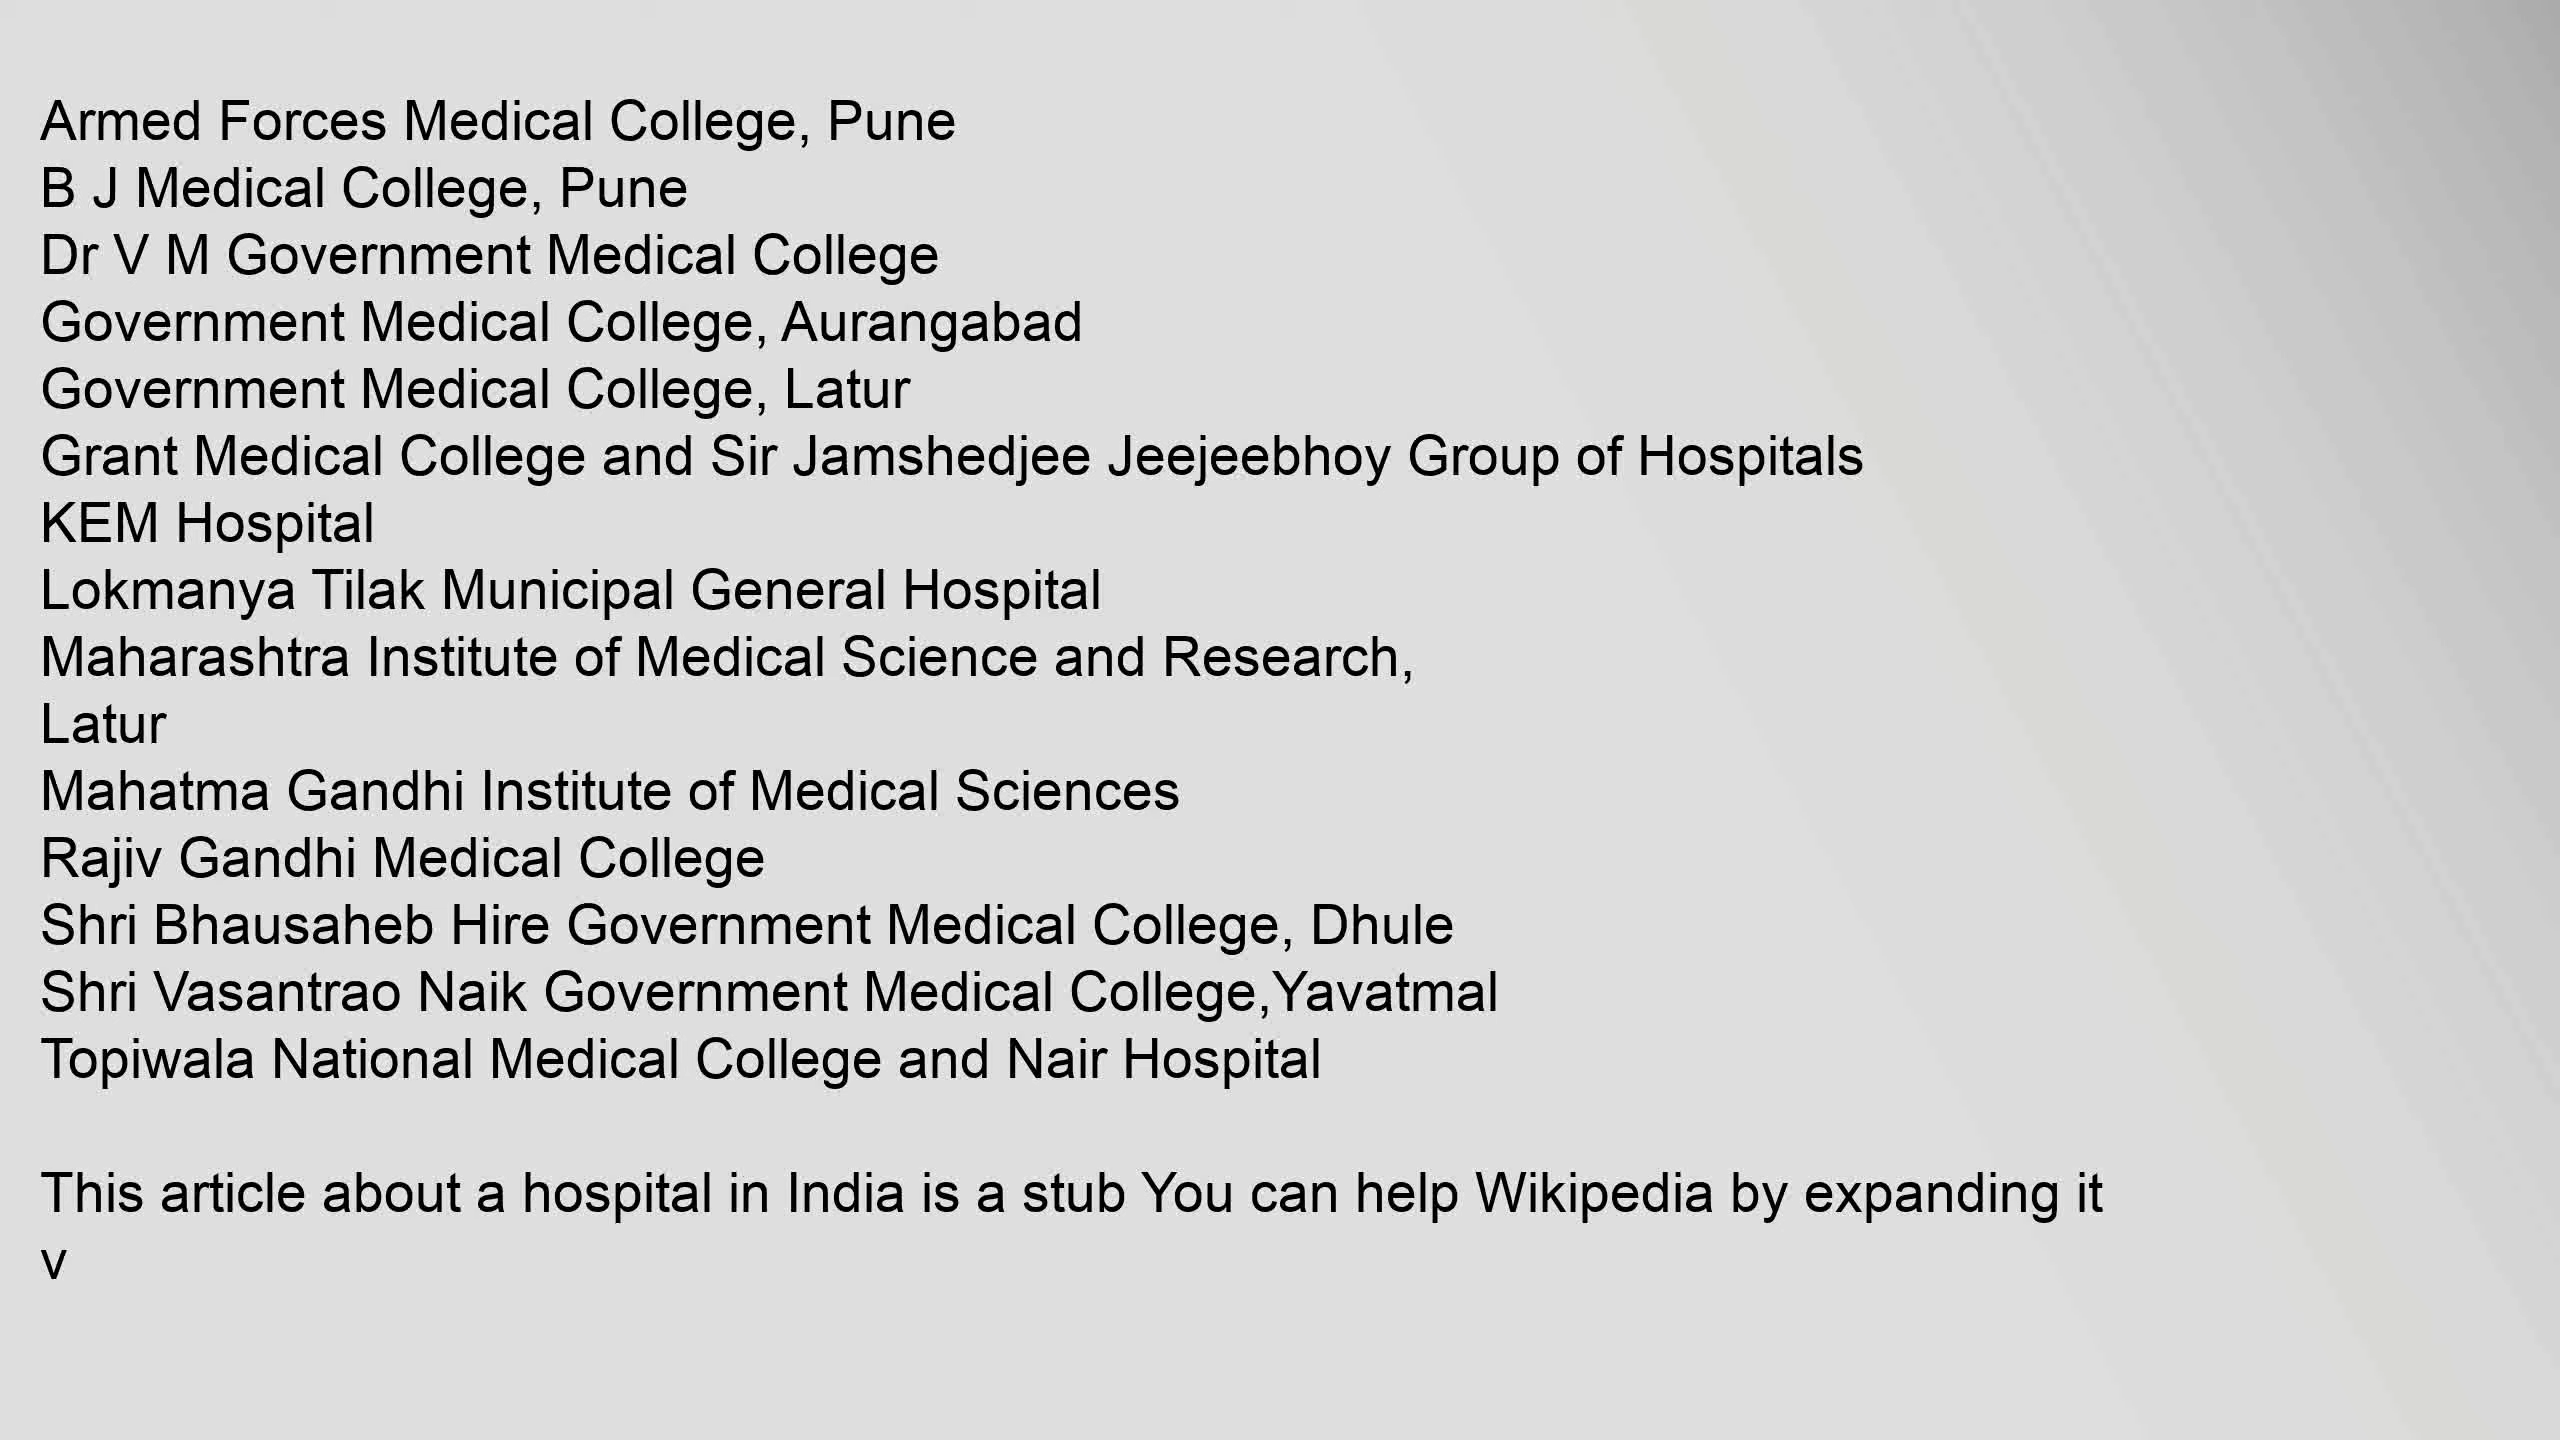 Armed Forces Medical College, Pune
B J Medical College, Pune
Dr V M Government Medical College
Government Medical College, Aurangabad
Government Medical College, Latur
Grant Medical College and Sir Jamshedjee Jeejeebhoy Group of Hospitals
KEM Hospital
Lokmanya Tilak Municipal General Hospital
Maharashtra Institute of Medical Science and Research,
Latur
Mahatma Gandhi Institute of Medical Sciences
Rajiv Gandhi Medical College
Shri Bhausaheb Hire Government Medical College, Dhule
Shri Vasantrao Naik Government Medical College,Yavatmal
Topiwala National Medical College and Nair Hospital
This article about a hospital in India is a stub You can help Wikipedia by expanding it
v